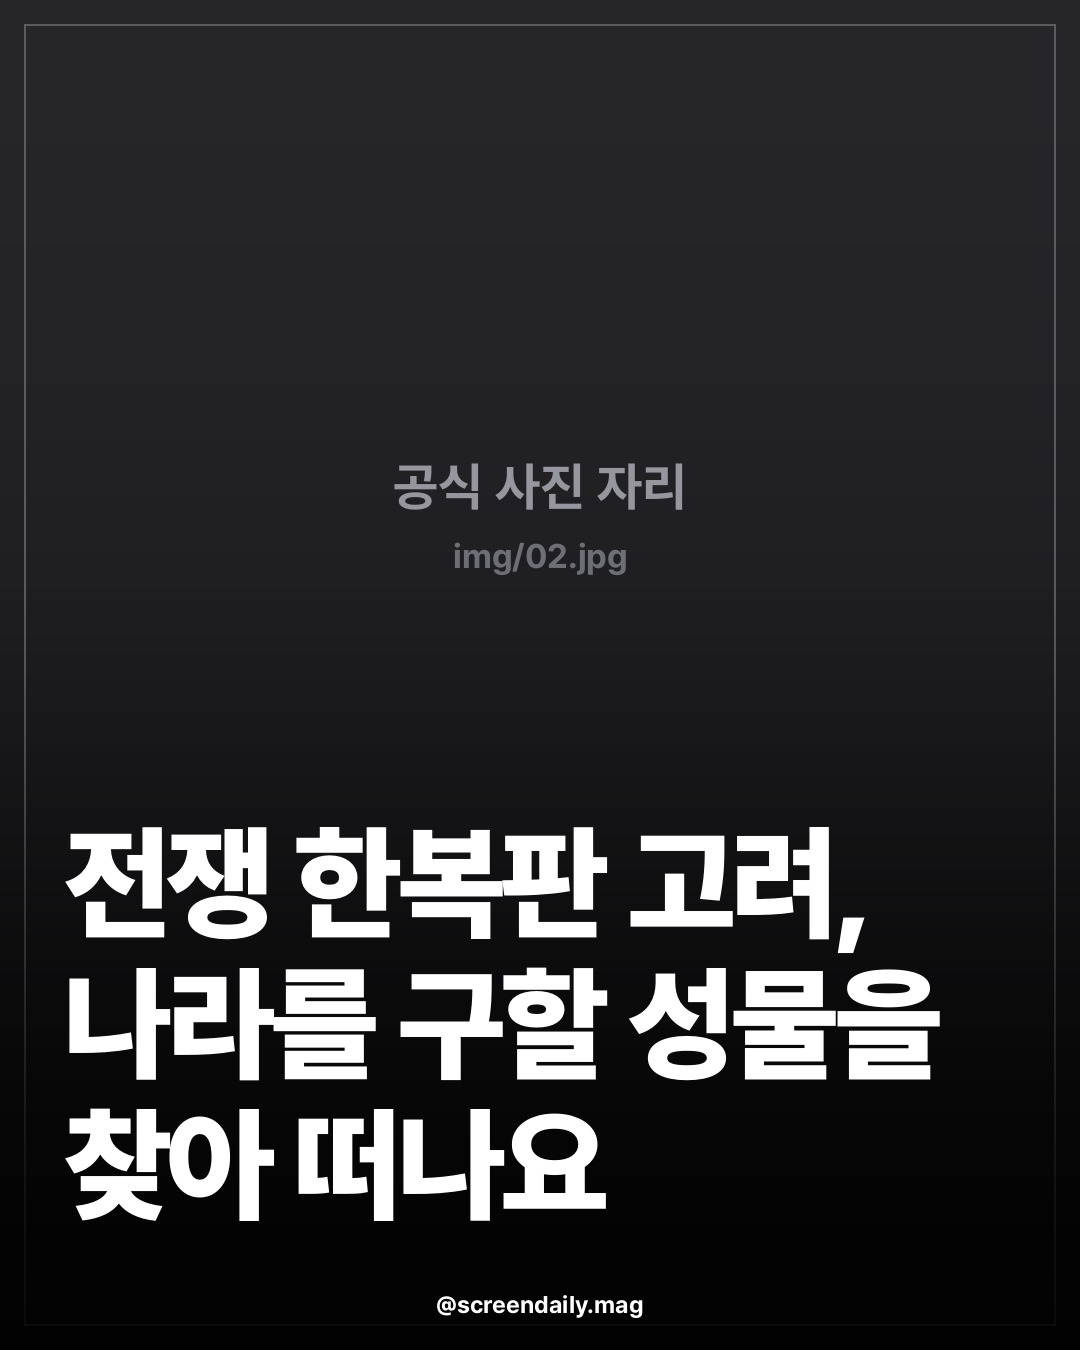 공식 사진 자리
img/02.jpg
전쟁 한복판 고려,
나라를 구할 성물을
찾아 떠나요
@screendaily.mag